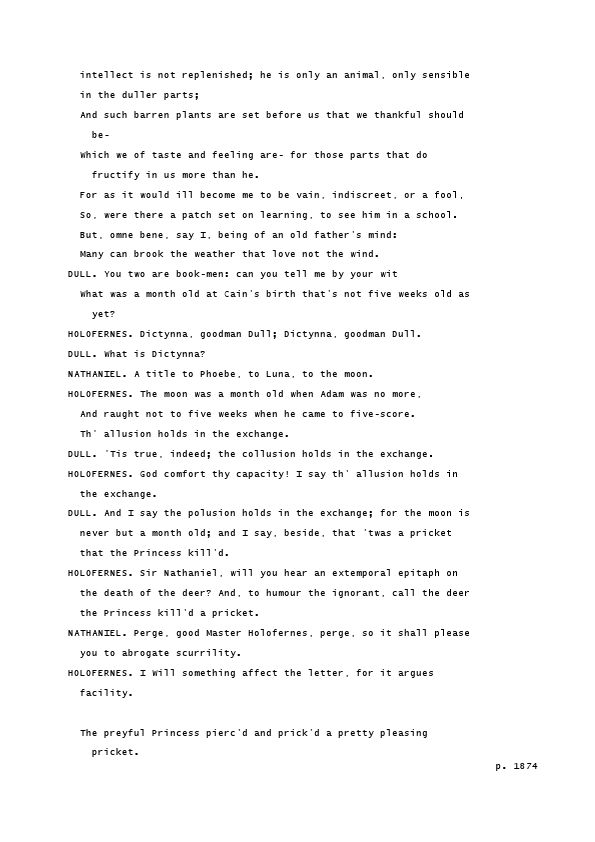 intellect is not replenished; he is only an animal, only sensible
in the duller parts;
And such barren plants are set before us that we thankful should
be-
Which we of taste and feeling are- for those parts that do
fructify in us more than he.
For as it would ill become me to be vain, indiscreet, or a fool,
So, were there a patch set on learning, to see him in a school.
But, omne bene, say I, being of an old father's mind:
Many can brook the weather that love not the wind.
DULL. You two are book-men: can you tell me by your wit
What was a month old at Cain's birth that's not five weeks old as
yet?
HOLOFERNES. Dictynna, goodman Dull; Dictynna, goodman Dull.
DULL. What is Dictynna?
NATHANIEL. A title to Phoebe, to Luna, to the moon.
HOLOFERNES. The moon was a month old when Adam was no more,
And raught not to five weeks when he came to five-score.
Th' allusion holds in the exchange.
DULL. 'Tis true, indeed; the collusion holds in the exchange.
HOLOFERNES. God comfort thy capacity! I say th' allusion holds in
the exchange.
DULL. And I say the polusion holds in the exchange; for the moon is
never but a month old; and I say, beside, that 'twas a pricket
that the Princess kill'd.
HOLOFERNES. Sir Nathaniel, will you hear an extemporal epitaph on
the death of the deer? And, to humour the ignorant, call the deer
the Princess kill'd a pricket.
NATHANIEL. Perge, good Master Holofernes, perge, so it shall please
you to abrogate scurrility.
HOLOFERNES. I Will something affect the letter, for it argues
facility.
The preyful Princess pierc'd and prick'd a pretty pleasing
pricket.
p. 1874